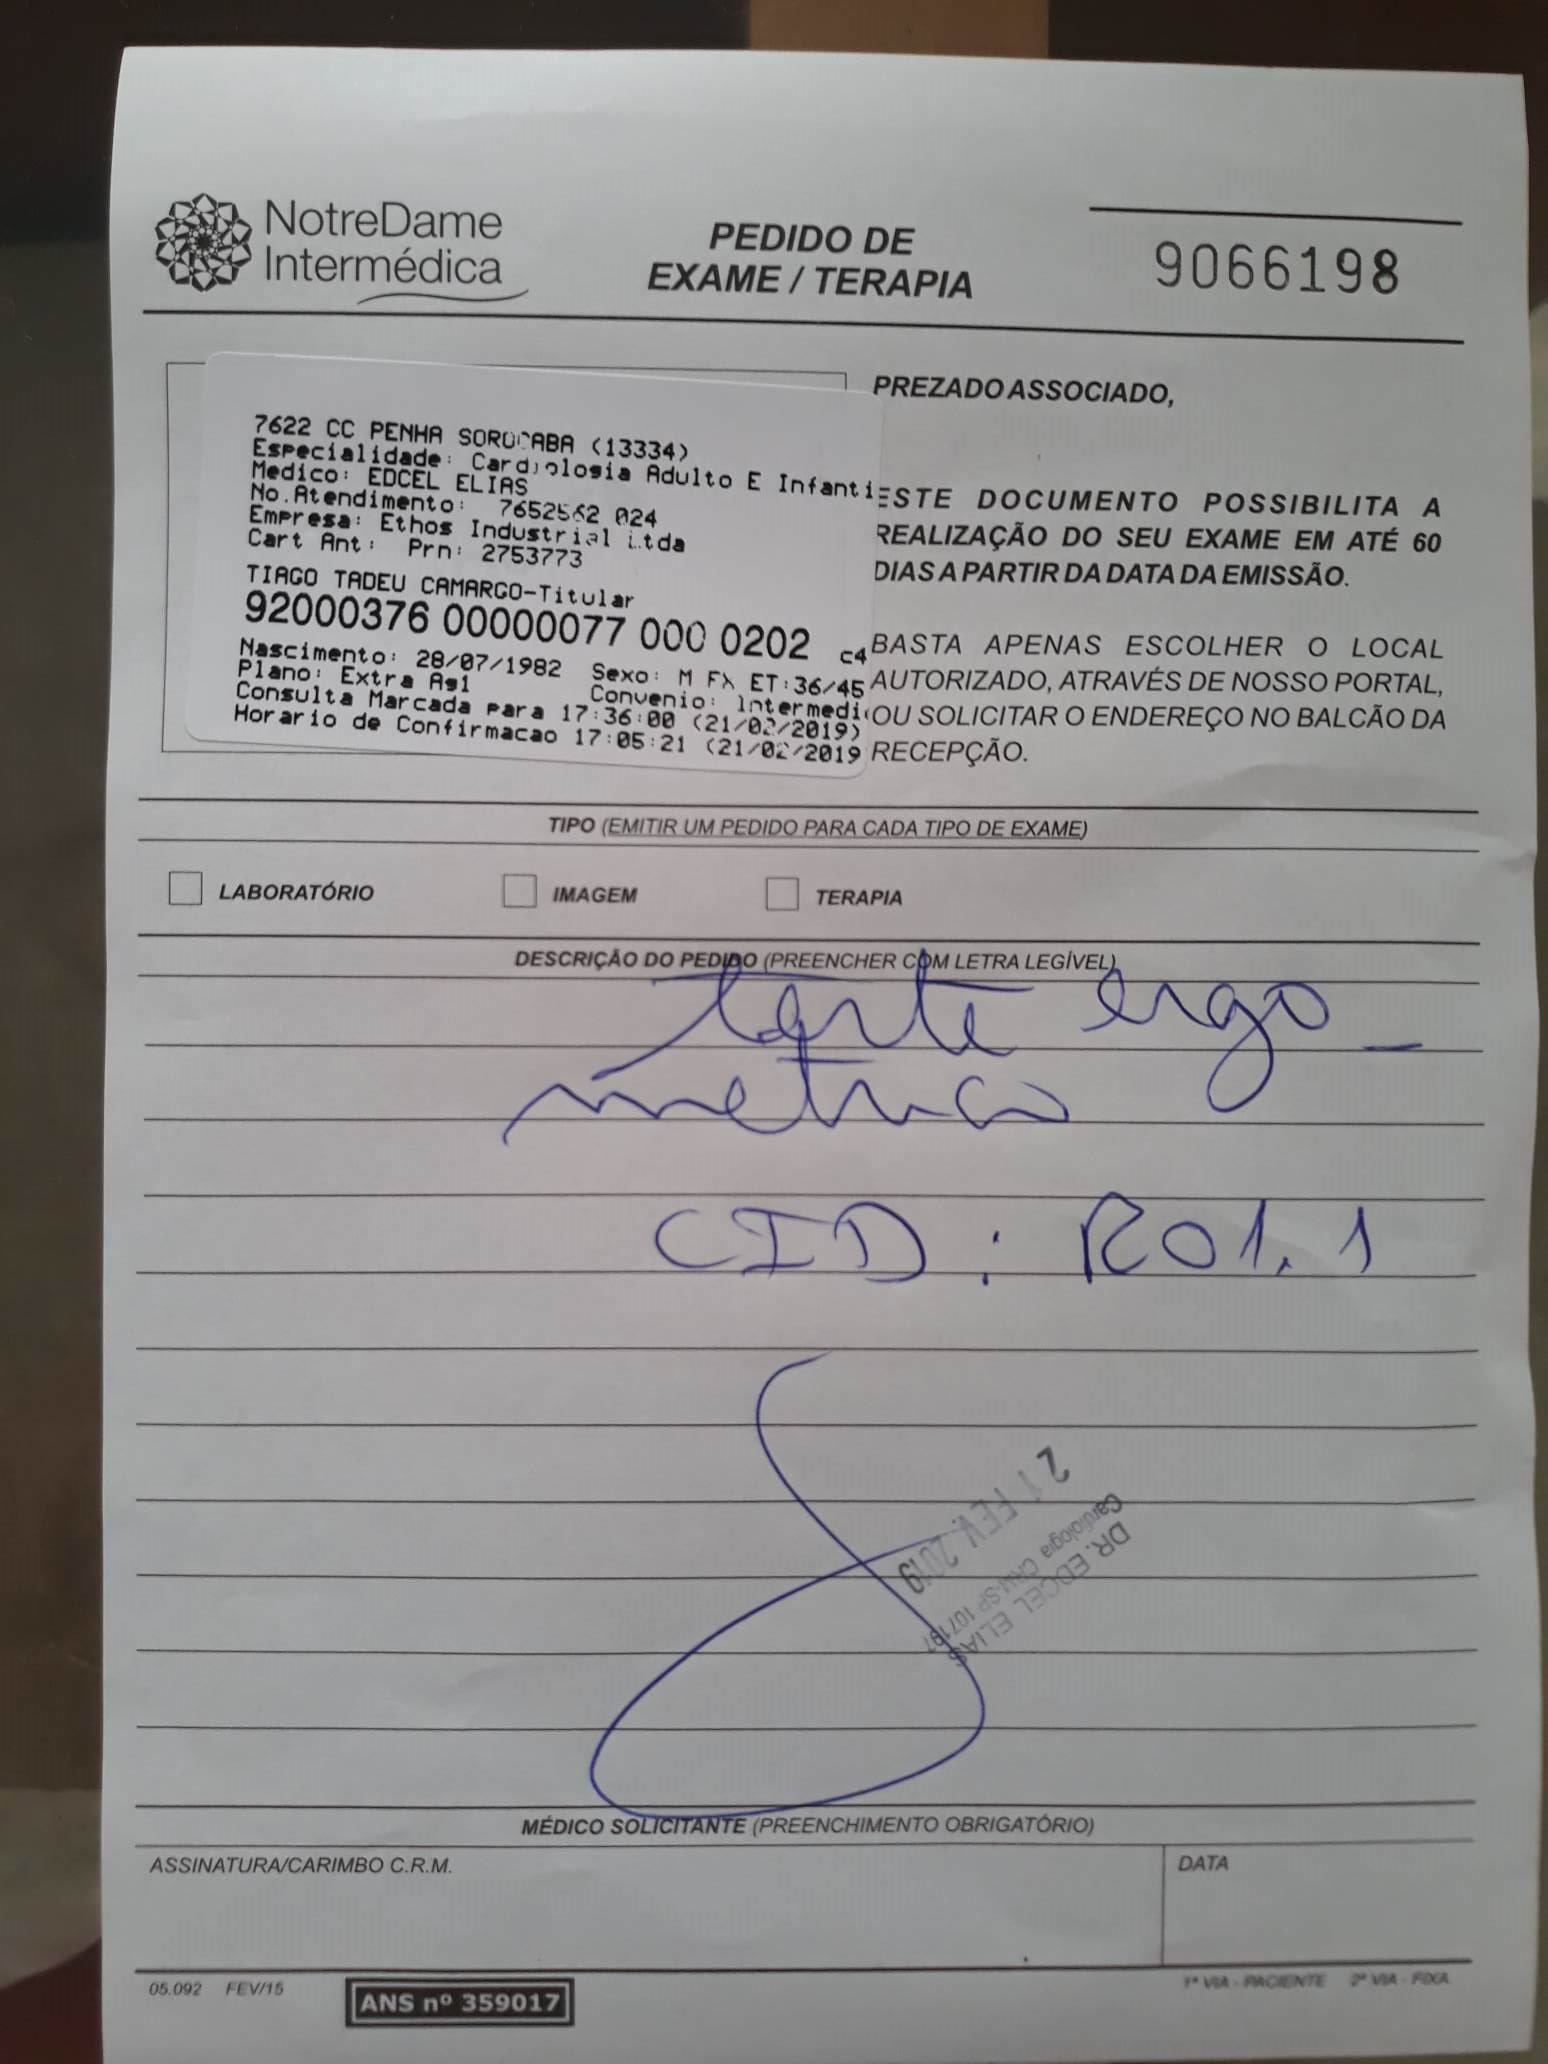 NotreDame
Intermédica
PEDIDO DE
EXAME / TERAPIA
9066198
7622 CC PENHA SOROCABA (13334)
Especialidade: Cardiologia Adulto E Infanti
Medico: EDCEL ELIAS
No.Atendimento: 7652562 024
Empresa: Ethos Industrial Ltda
Cart Ant: Prn: 2753773
TIAGO TADEU CAMARGO-Titular
92000376 00000077 000 0202 c4
Nascimento: 28/07/1982 Sexo: M FX ET:36/45
Plano: Extra Ag1 Convenio: Intermedi
Consulta Marcada para 17:36:00 (21/02/2019)
Horario de Confirmacao 17:05:21 (21/02/2019
PREZADO ASSOCIADO,
ESTE DOCUMENTO POSSIBILITA A
REALIZAÇÃO DO SEU EXAME EM ATÉ 60
DIAS A PARTIR DA DATA DA EMISSÃO.
BASTA APENAS ESCOLHER O LOCAL
AUTORIZADO, ATRAVÉS DE NOSSO PORTAL,
OU SOLICITAR O ENDEREÇO NO BALCÃO DA
RECEPÇÃO.
TIPO (EMITIR UM PEDIDO PARA CADA TIPO DE EXAME)
LABORATÓRIO IMAGEM TERAPIA
DESCRIÇÃO DO PEDIDO (PREENCHER COM LETRA LEGÍVEL)
teste ergo_
metrico
CID : R01.1
21 FEV. 2019
DR. EDCEL ELIAS
Cardiologia CRM-SP 107197
MÉDICO SOLICITANTE (PREENCHIMENTO OBRIGATÓRIO)
ASSINATURA/CARIMBO C.R.M.
DATA
05.092 FEV/15
ANS nº 359017
1ª VIA - PACIENTE 2ª VIA - FIXA